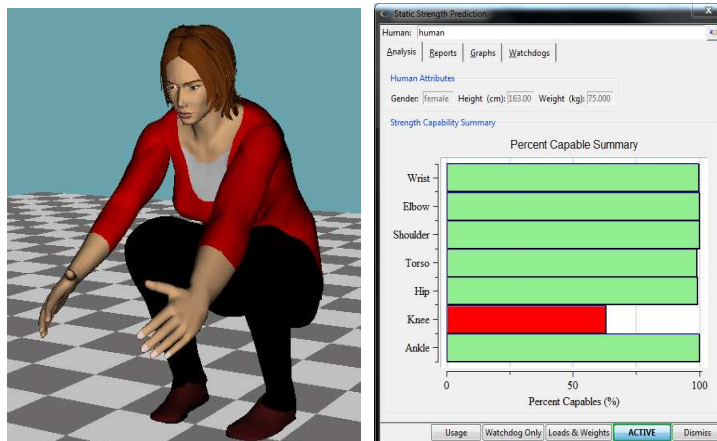 Static Strength Prediction
X
Human: human
Analysis Reports Graphs Watchdogs
Human Attributes
Gender: female Height (cm): 163.00 Weight (kg): 75.000
Strength Capability Summary
Percent Capable Summary
Wrist
Elbow
Shoulder
Torso
Hip
Knee
Ankle
0 50 100
Percent Capables (%)
Usage Watchdog Only Loads & Weights ACTIVE Dismiss